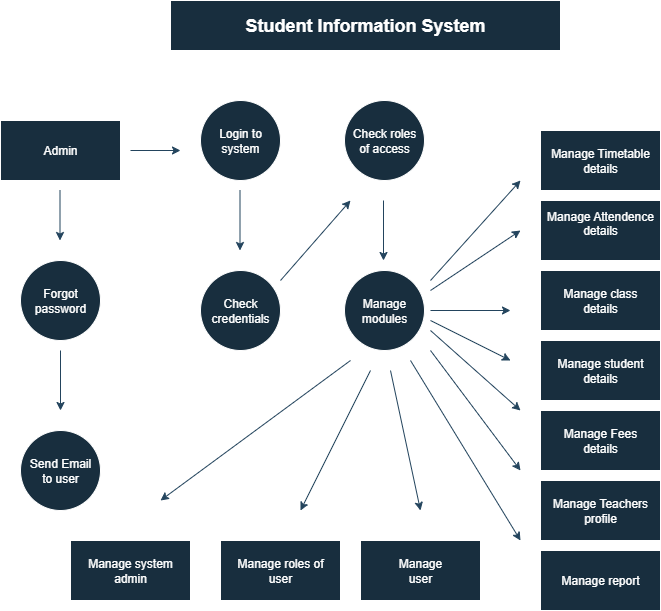 Student Information System
Admin
Login to
system
Check roles
of access
Manage Timetable
details
Manage Attendence
details
Forgot
password
Check
credentials
Manage
modules
Manage class
details
Manage student
details
Manage Fees
details
Send Email
to user
Manage Teachers
profile
Manage system
admin
Manage roles of
user
Manage
user
Manage report